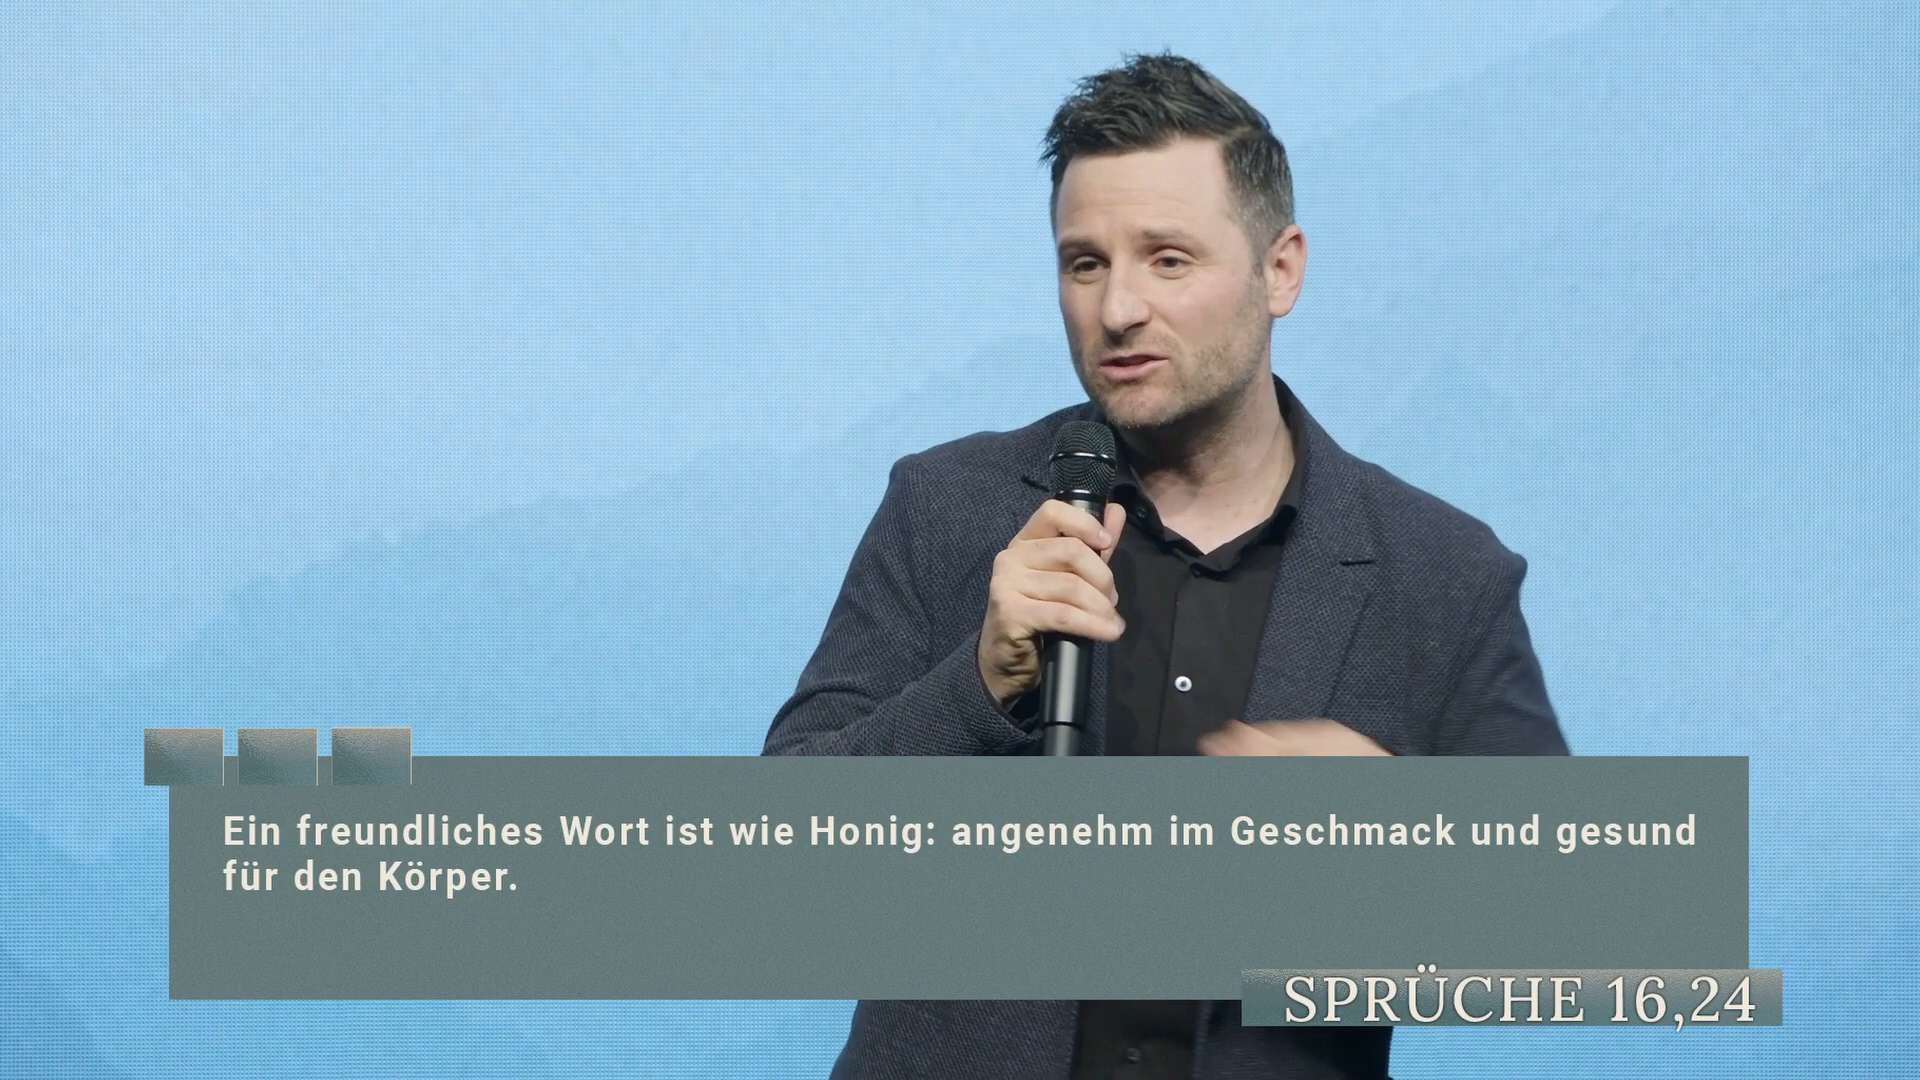 Ein freundliches Wort ist wie Honig: angenehm im Geschmack und gesund
für den Körper.
SPRÜCHE 16,24